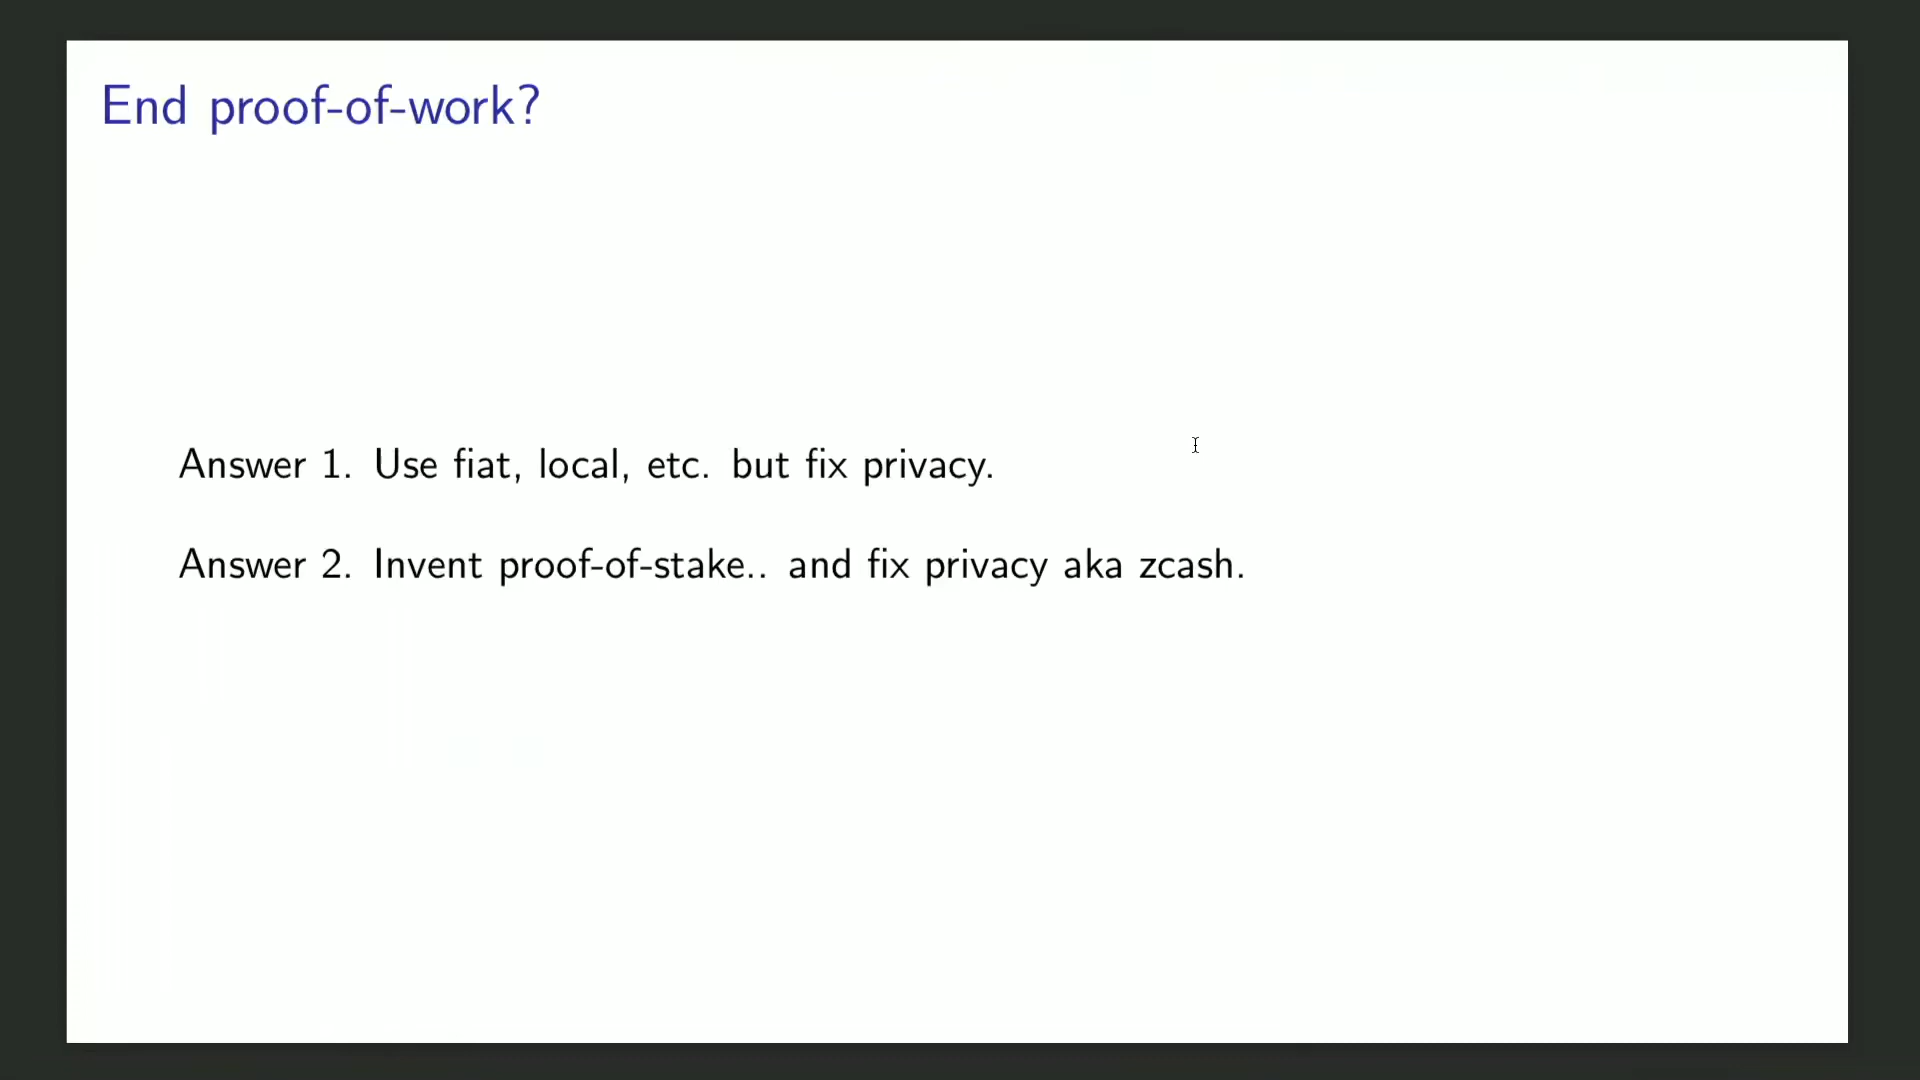 End proof-of-work?
Answer 1. Use fiat, local, etc. but fix privacy.
Answer 2. Invent proof-of-stake.. and fix privacy aka zcash.